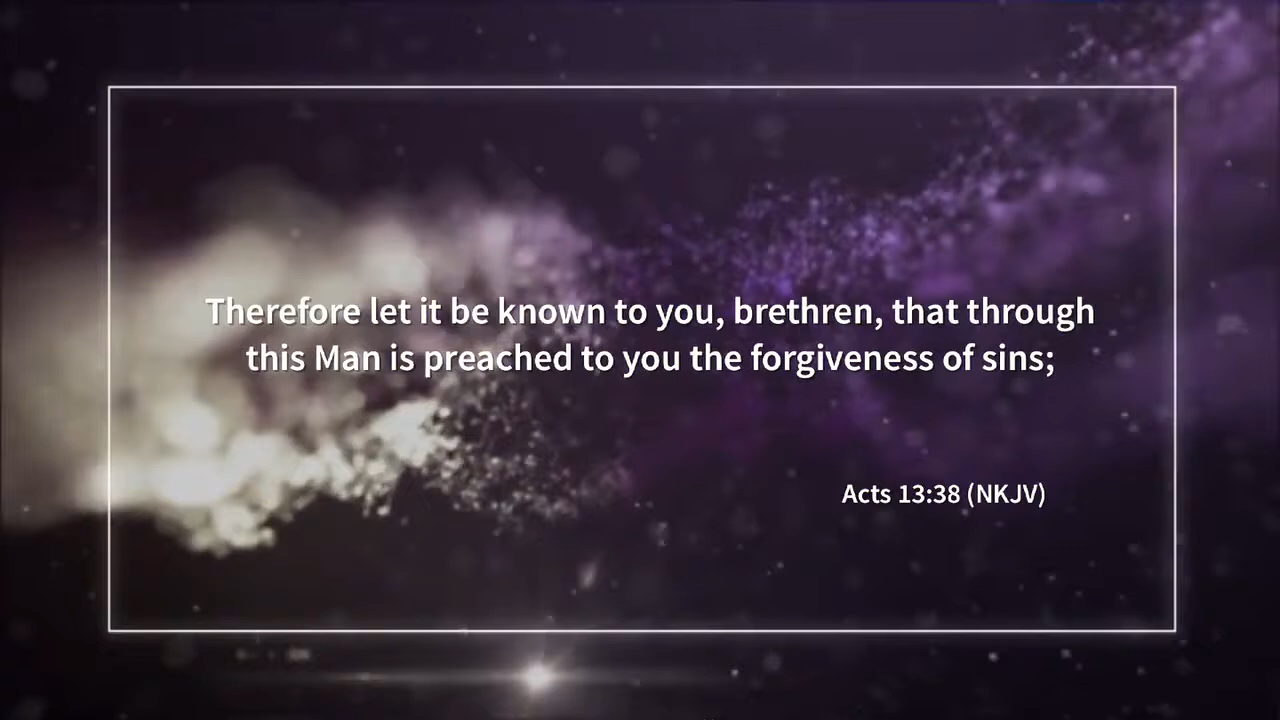 Therefore let it be known to you, brethren, that through
this Man is preached to you the forgiveness of sins;
Acts 13:38 (NKJV)